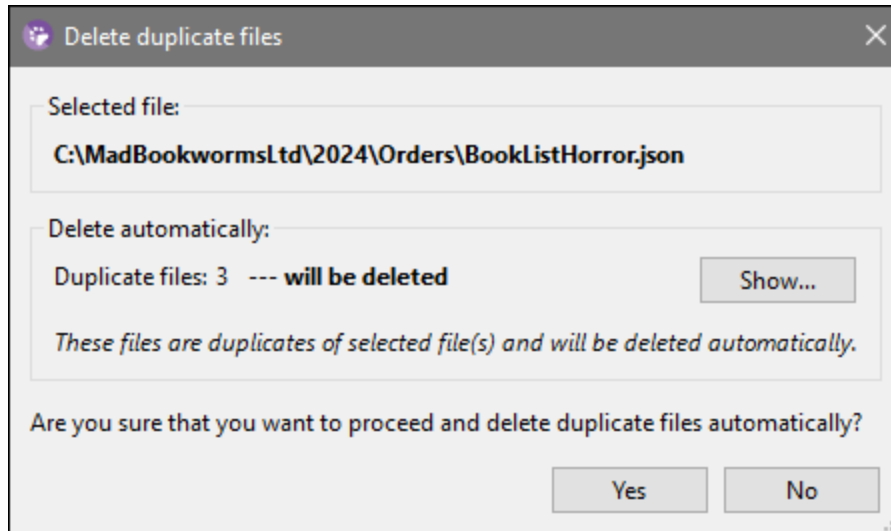 Delete duplicate files
Selected file:
C:\MadBookwormsLtd\2024\Orders\BookListHorror.json
Delete automatically:
Duplicate files: 3 --- will be deleted
Show...
These files are duplicates of selected file(s) and will be deleted automatically.
Are you sure that you want to proceed and delete duplicate files automatically?
Yes
No